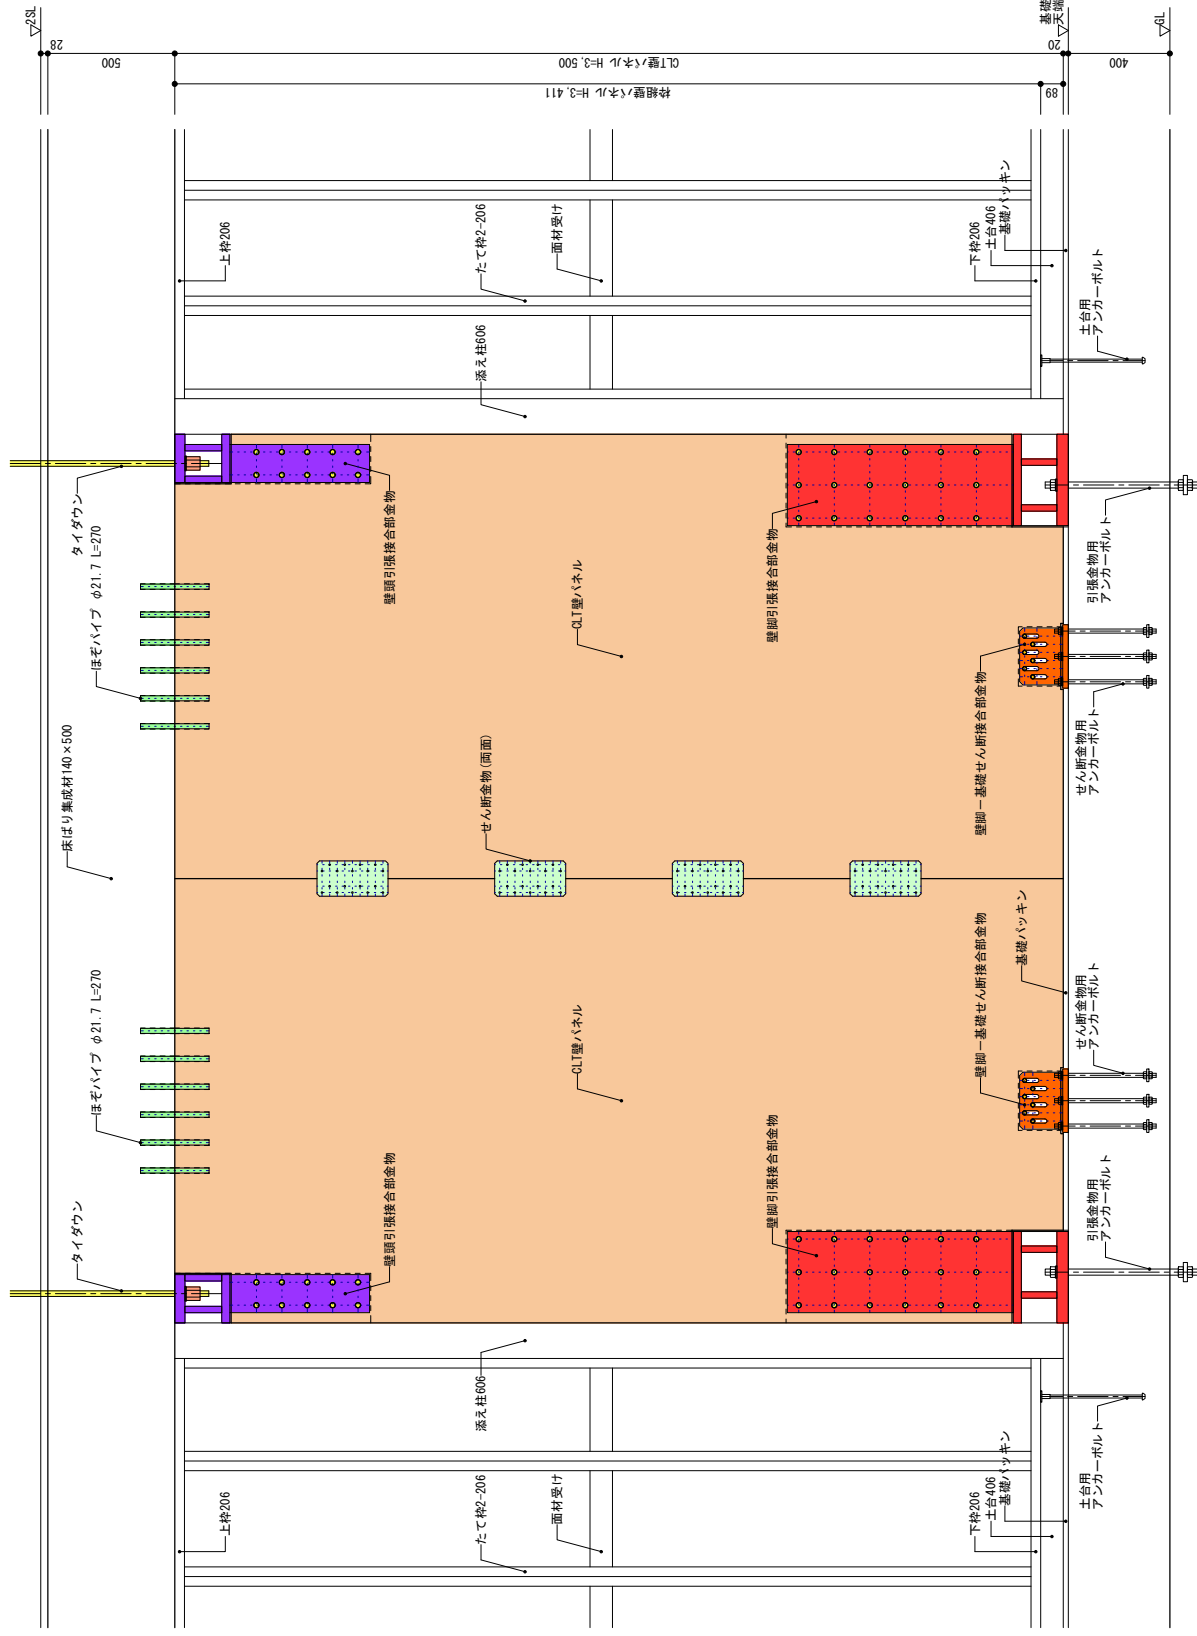 ▽2SL
28
500
CLT壁パネル H=3,500
枠組壁パネル H=3,411
20
89
基礎
天端
▽GL
400
上枠206
たて枠2-206
面材受け
下枠206
土台406
基礎パッキン
添え柱606
土台用
アンカーボルト
タイダウン
ほぞパイプ φ21.7 L=270
壁頭引張接合部金物
CLT壁パネル
壁脚引張接合部金物
引張金物用
アンカーボルト
床ばり集成材140×500
せん断金物(両面)
壁脚－基礎せん断接合部金物
せん断金物用
アンカーボルト
ほぞパイプ φ21.7 L=270
CLT壁パネル
壁脚－基礎せん断接合部金物
基礎パッキン
せん断金物用
アンカーボルト
タイダウン
壁頭引張接合部金物
壁脚引張接合部金物
引張金物用
アンカーボルト
添え柱606
上枠206
たて枠2-206
面材受け
下枠206
土台406
基礎パッキン
土台用
アンカーボルト